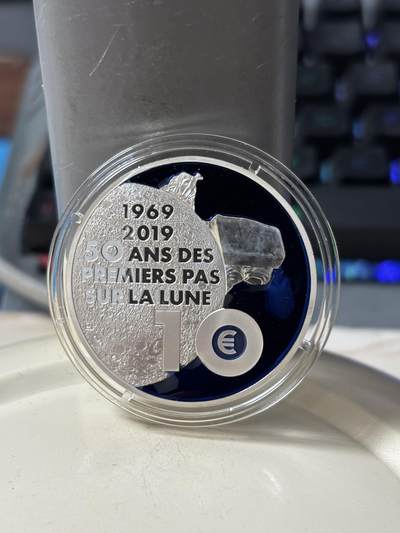 1969
2019
50 ANS DES
PREMIERS PAS
SUR LA LUNE
10
€